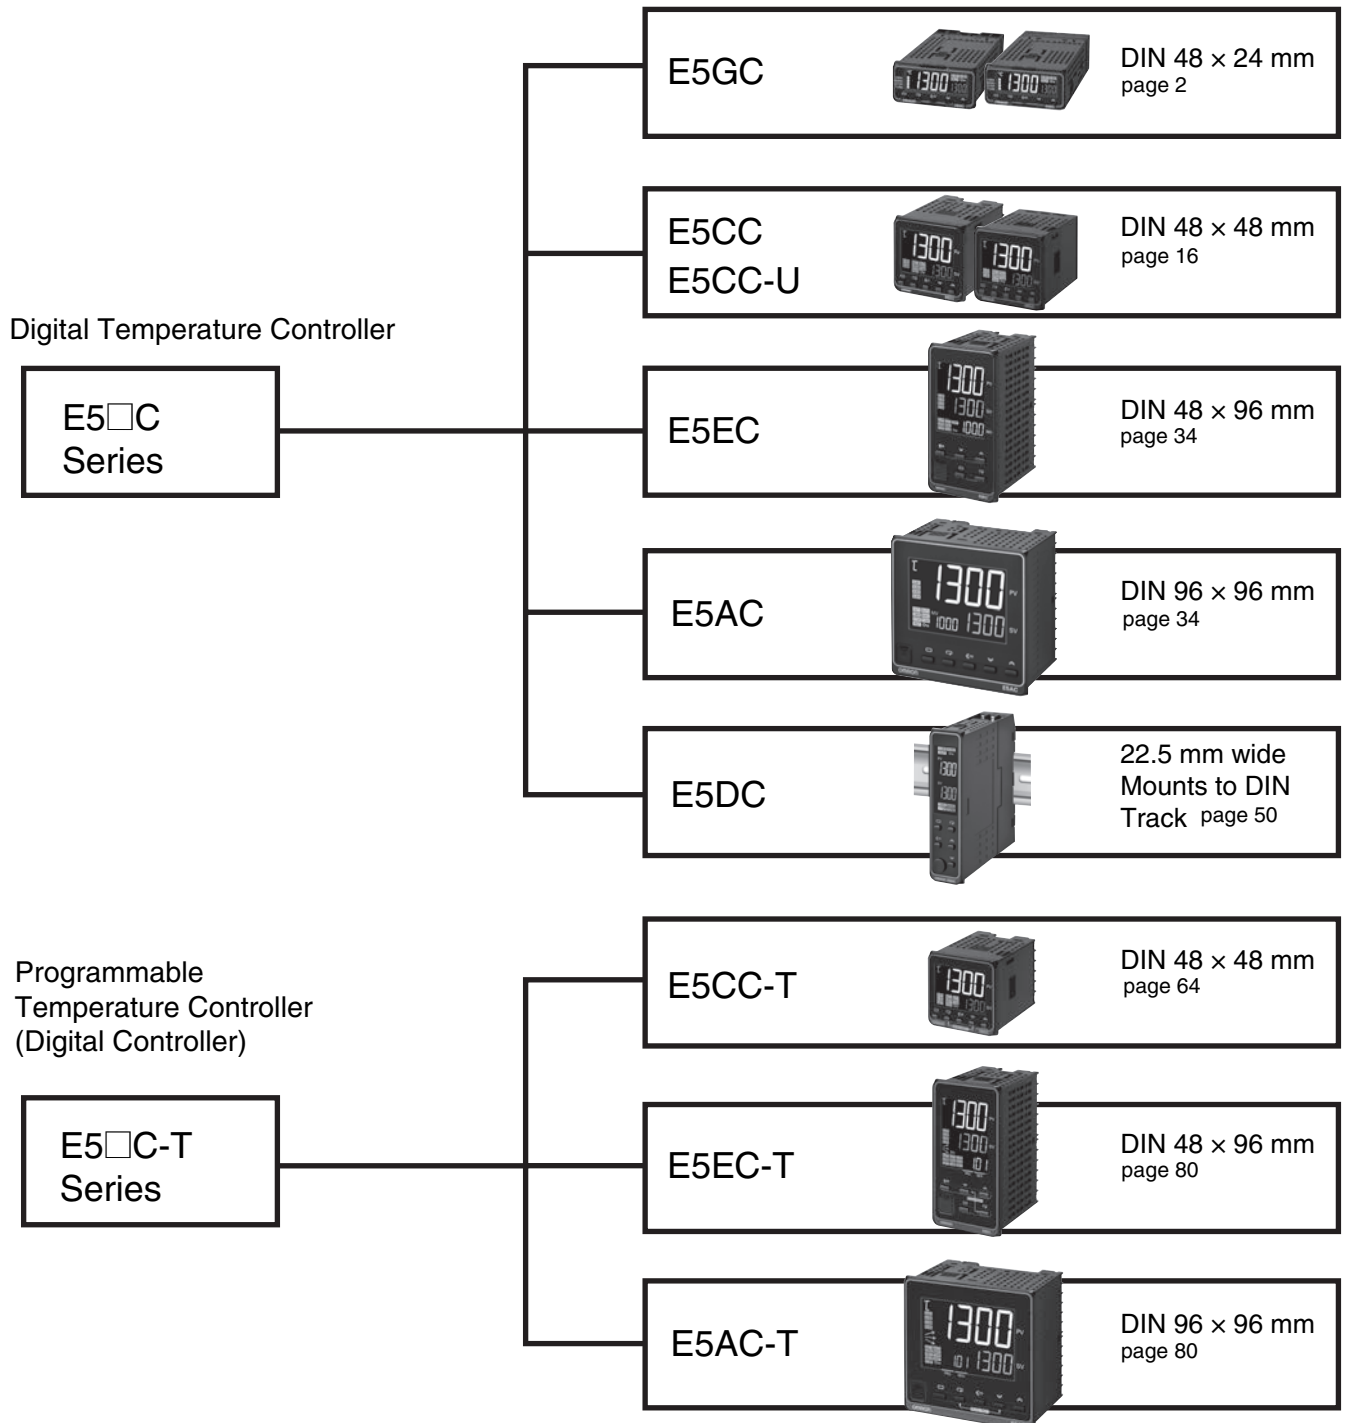 E5GC
DIN 48 × 24 mm
page 2
E5CC
E5CC-U
DIN 48 × 48 mm
page 16
Digital Temperature Controller
E5□C
Series
E5EC
DIN 48 × 96 mm
page 34
E5AC
DIN 96 × 96 mm
page 34
E5DC
22.5 mm wide
Mounts to DIN
Track page 50
Programmable
Temperature Controller
(Digital Controller)
E5□C-T
Series
E5CC-T
DIN 48 × 48 mm
page 64
E5EC-T
DIN 48 × 96 mm
page 80
E5AC-T
DIN 96 × 96 mm
page 80